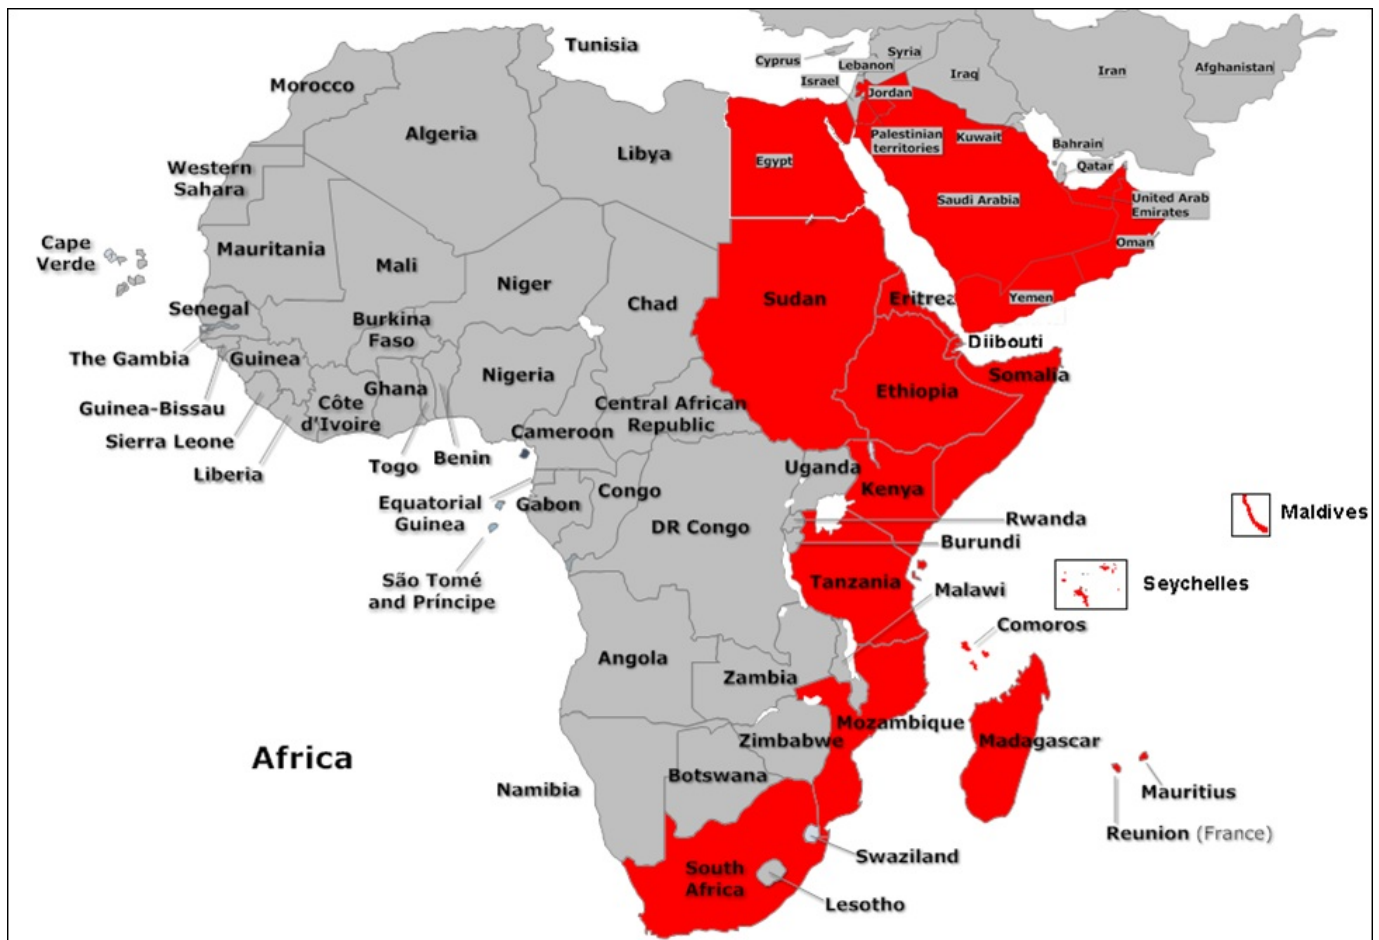 Tunisia
Cyprus
Syria
Lebanon
Israel
Iraq
Iran
Afghanistan
Morocco
Jordan
Algeria
Libya
Egypt
Palestinian
territories
Kuwait
Bahrain
Qatar
Western
Sahara
Saudi Arabia
United Arab
Emirates
Oman
Cape
Verde
Mauritania
Mali
Niger
Chad
Sudan
Eritrea
Yemen
Senegal
Burkina
Faso
Diibouti
The Gambia
Guinea
Nigeria
Somalia
Ghana
Ethiopia
Guinea-Bissau
Côte
d'Ivoire
Central African
Republic
Sierra Leone
Cameroon
Liberia
Togo
Benin
Uganda
Equatorial
Guinea
Gabon
Congo
Kenya
DR Congo
Rwanda
Maldives
Burundi
São Tomé
and Príncipe
Tanzania
Malawi
Seychelles
Comoros
Angola
Zambia
Mozambique
Zimbabwe
Madagascar
Africa
Namibia
Botswana
Mauritius
Reunion (France)
Swaziland
South
Africa
Lesotho